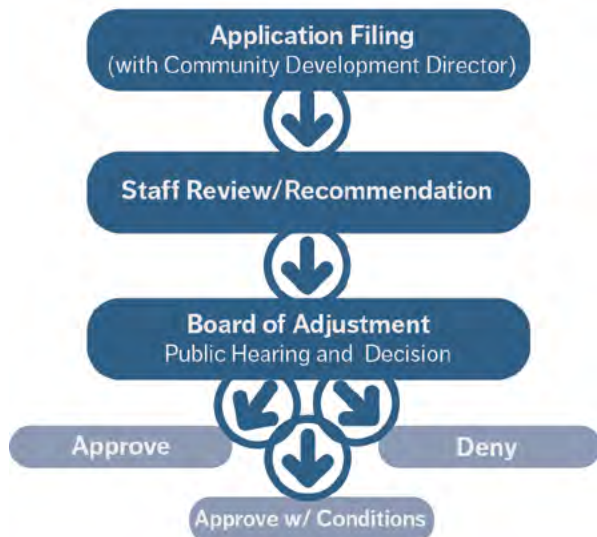 Application Filing
(with Community Development Director)
Staff Review/Recommendation
Board of Adjustment
Public Hearing and Decision
Approve
Deny
Approve w/ Conditions